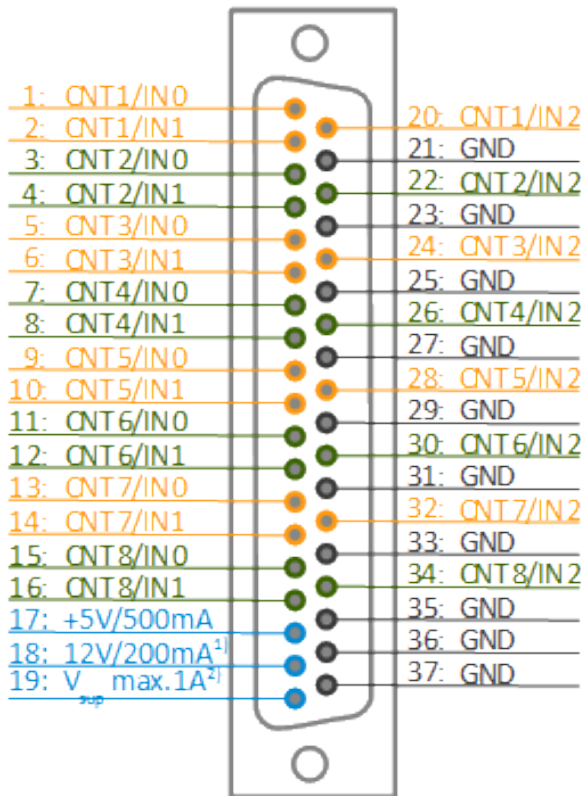 1: CNT1/IN0
2: CNT1/IN1
3: CNT2/IN0
4: CNT2/IN1
5: CNT3/IN0
6: CNT3/IN1
7: CNT4/IN0
8: CNT4/IN1
9: CNT5/IN0
10: CNT5/IN1
11: CNT6/IN0
12: CNT6/IN1
13: CNT7/IN0
14: CNT7/IN1
15: CNT8/IN0
16: CNT8/IN1
17: +5V/500mA
18: 12V/200mA¹⁾
19: Vsup max.1A²⁾
20: CNT1/IN2
21: GND
22: CNT2/IN2
23: GND
24: CNT3/IN2
25: GND
26: CNT4/IN2
27: GND
28: CNT5/IN2
29: GND
30: CNT6/IN2
31: GND
32: CNT7/IN2
33: GND
34: CNT8/IN2
35: GND
36: GND
37: GND